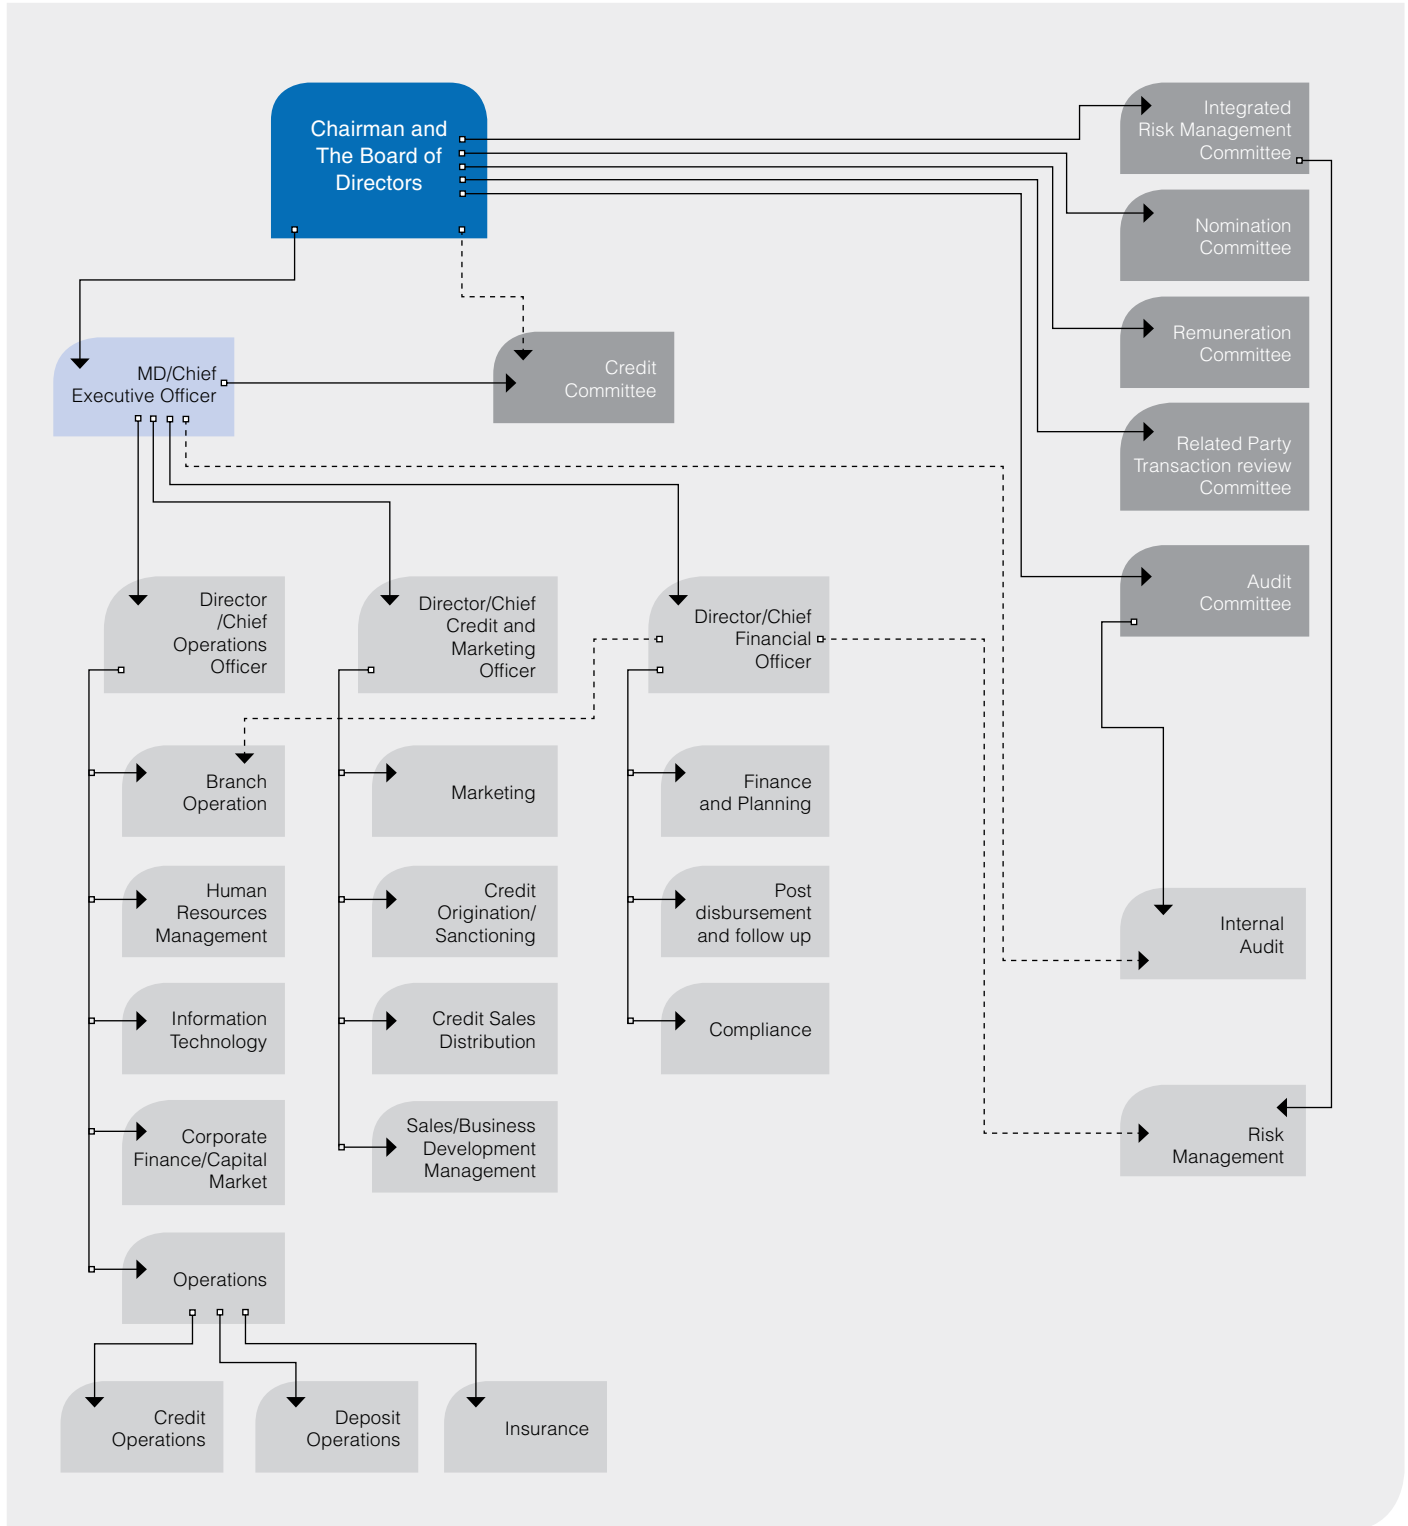 Chairman and
The Board of
Directors
Integrated
Risk Management
Committee
Nomination
Committee
Remuneration
Committee
Related Party
Transaction review
Committee
Audit
Committee
MD/Chief
Executive Officer
Credit
Committee
Director
/Chief
Operations
Officer
Director/Chief
Credit and
Marketing
Officer
Director/Chief
Financial
Officer
Branch
Operation
Marketing
Finance
and Planning
Human
Resources
Management
Credit
Origination/
Sanctioning
Post
disbursement
and follow up
Internal
Audit
Information
Technology
Credit Sales
Distribution
Compliance
Corporate
Finance/Capital
Market
Sales/Business
Development
Management
Risk
Management
Operations
Credit
Operations
Deposit
Operations
Insurance